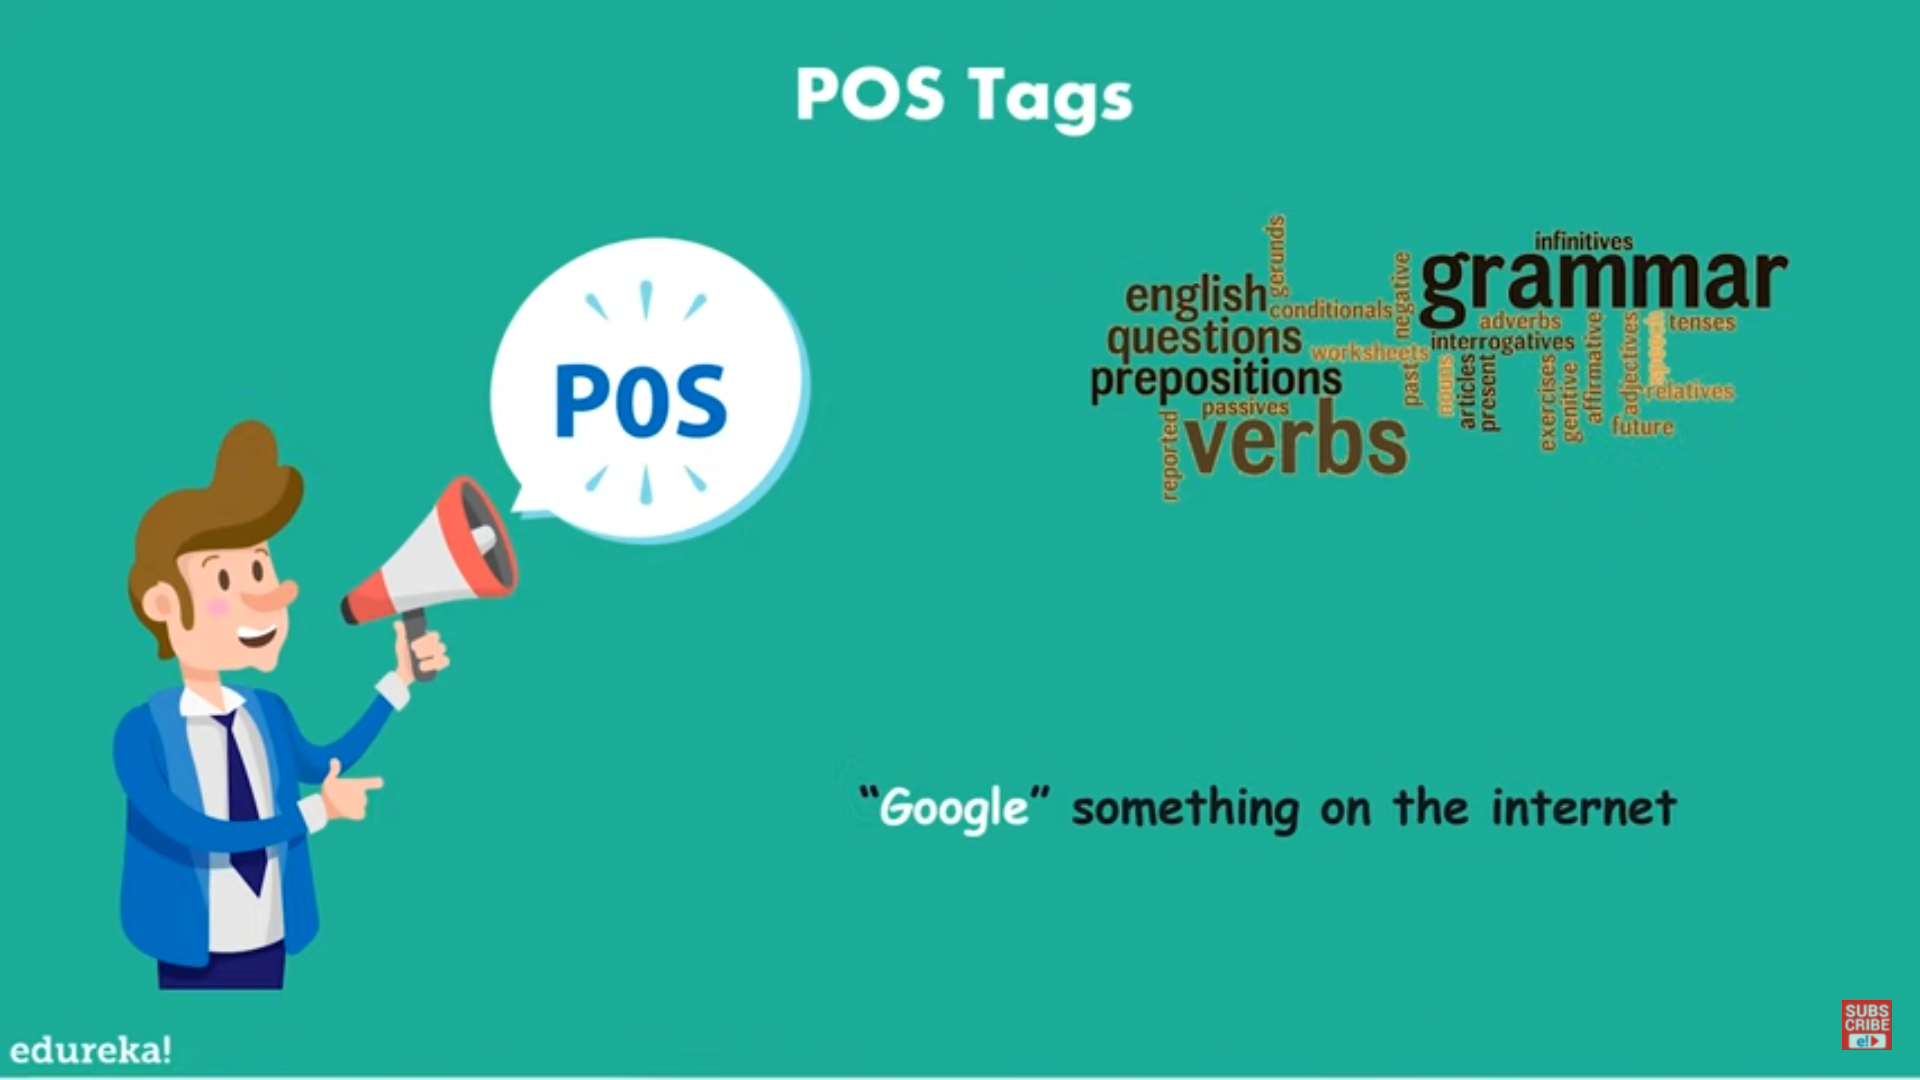 POS Tags
POS
gerunds
infinitives
english
conditionals
negative
grammar
questions
worksheets
adverbs
tenses
interrogatives
prepositions
past
nouns
articles
present
exercises
genitive
affirmative
adjectives
speech
relatives
passives
future
reported
verbs
“Google” something on the internet
edureka!
SUBS
CRIBE
e!